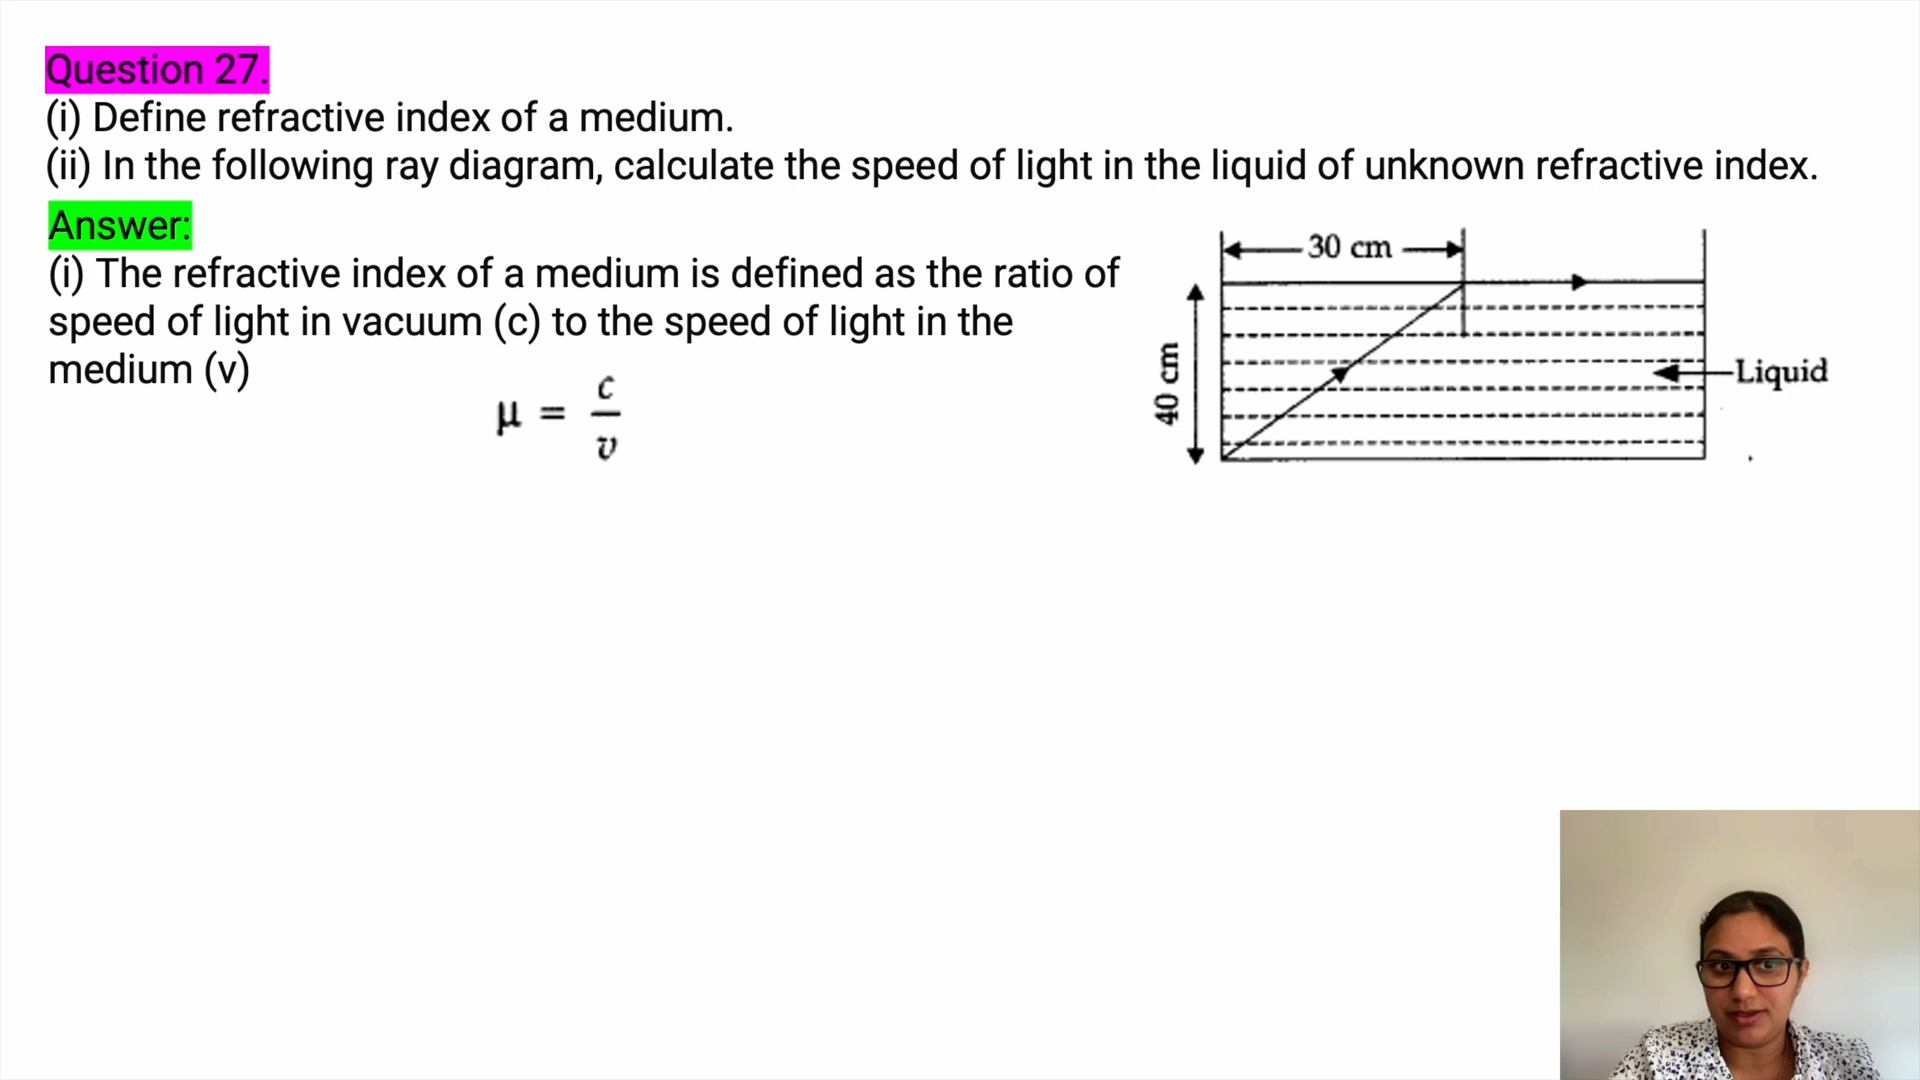 Question 27.
(i) Define refractive index of a medium.
(ii) In the following ray diagram, calculate the speed of light in the liquid of unknown refractive index.
Answer:
(i) The refractive index of a medium is defined as the ratio of
speed of light in vacuum (c) to the speed of light in the
medium (v)
μ = c/v
30 cm
40 cm
Liquid